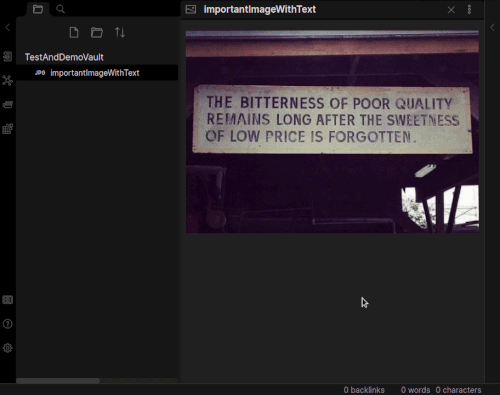 importantImageWithText
TestAndDemoVault
JPG importantImageWithText
THE BITTERNESS OF POOR QUALITY
REMAINS LONG AFTER THE SWEETNESS
OF LOW PRICE IS FORGOTTEN.
0 backlinks 0 words 0 characters